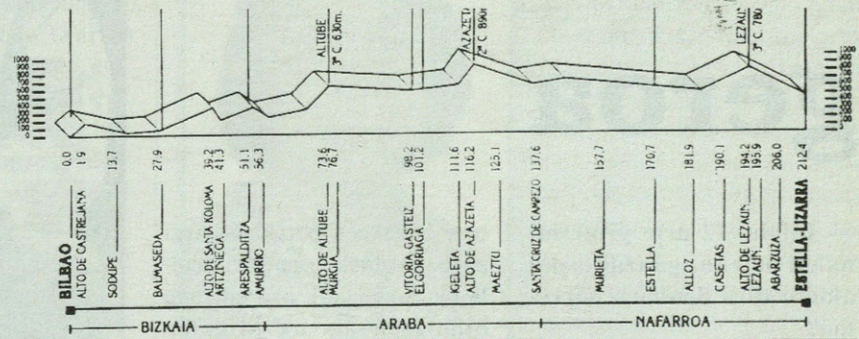 ALTUBE
3ª C. 630m.
AZAZETA
2ª C. 890m
LEZAUN
3ª C. 780
0.0
1.9
13.7
27.9
39.2
41.3
51.1
56.3
73.6
76.7
98.2
101.2
111.6
116.2
125.1
137.6
157.7
170.7
181.9
190.1
194.2
195.9
206.0
212.4
BILBAO
ALTO DE CASTREJANA
SODUPE
BALMASEDA
ALTO DE SANTA KOLOMA
ARTZINIEGA
ARESPALDITZA
AMURRIO
ALTO DE ALTUBE
MURGIA
VITORIA GASTEIZ
ELGORRIAGA
IGELETA
ALTO DE AZAZETA
MAEZTU
SANTA CRUZ DE CAMPEZO
MURIETA
ESTELLA
ALLOZ
CASETAS
ALTO DE LEZAUN
LEZAUN
ABARZUZA
ESTELLA-LIZARRA
BIZKAIA
ARABA
NAFARROA